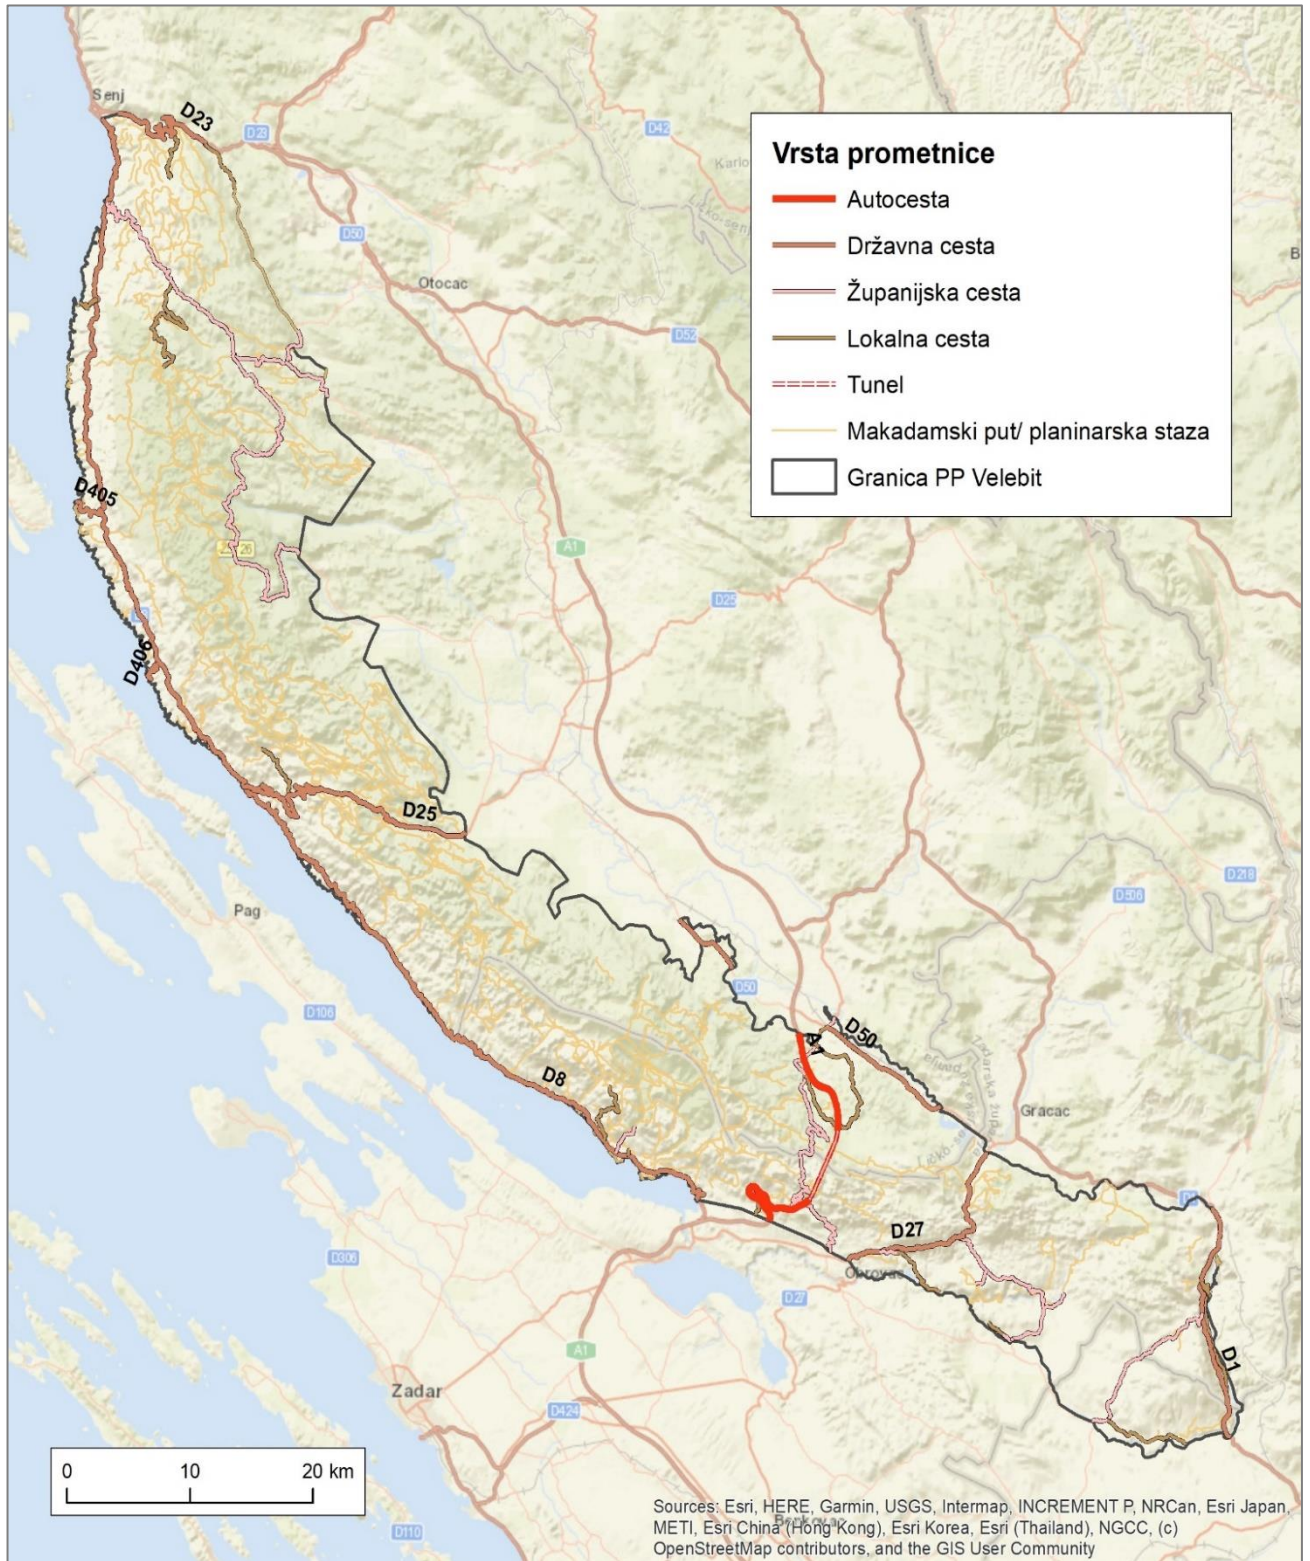 Senj
D23
D23
D42
Vrsta prometnice
Autocesta
Državna cesta
Županijska cesta
Lokalna cesta
Tunel
Makadamski put/ planinarska staza
Granica PP Velebit
D50
Otocac
D52
D405
A1
D25
D406
D25
D218
D506
Pag
D50
D106
A1
D50
D8
Gracac
D27
D306
Obrovac
D27
A1
D1
Zadar
D424
0 10 20 km
D110
Sources: Esri, HERE, Garmin, USGS, Intermap, INCREMENT P, NRCan, Esri Japan,
METI, Esri China (Hong Kong), Esri Korea, Esri (Thailand), NGCC, (c)
OpenStreetMap contributors, and the GIS User Community